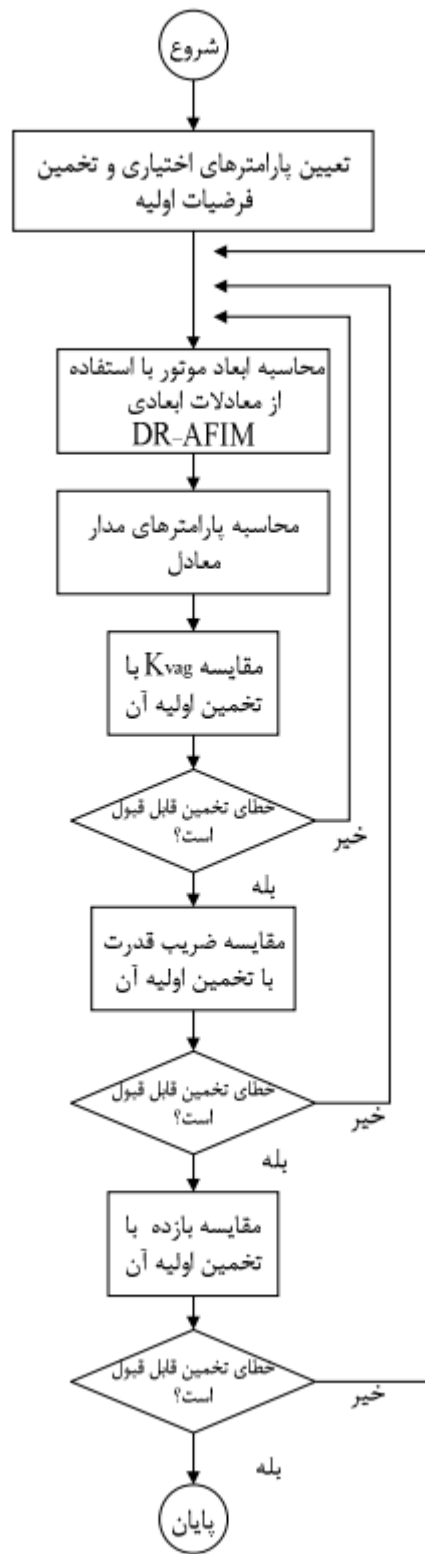 شروع
تعیین پارامترهای اختیاری و تخمین
فرضیات اولیه
محاسبه ابعاد موتور با استفاده
از معادلات ابعادی
DR-AFIM
محاسبه پارامترهای مدار
معادل
مقایسه Kvag با
تخمین اولیه آن
خطای تخمین قابل قبول
است؟
خیر
بله
مقایسه ضریب قدرت
با تخمین اولیه آن
خطای تخمین قابل قبول
است؟
خیر
بله
مقایسه بازده با
تخمین اولیه آن
خطای تخمین قابل قبول
است؟
خیر
بله
پایان